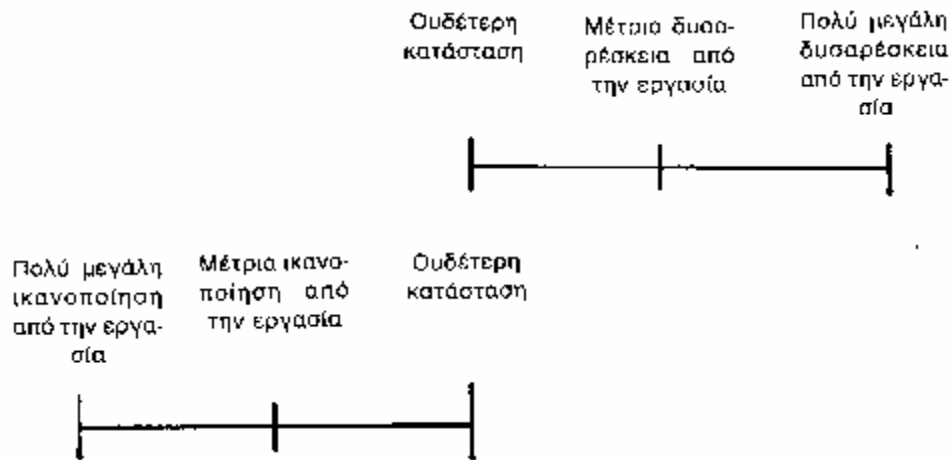 Ουδέτερη
κατάσταση
Μέτρια δυσα-
ρέσκεια από
την εργασία
Πολύ μεγάλη
δυσαρέσκεια
από την εργα-
σία
Πολύ μεγάλη
ικανοποίηση
από την εργα-
σία
Μέτρια ικανο-
ποίηση από
την εργασία
Ουδέτερη
κατάσταση